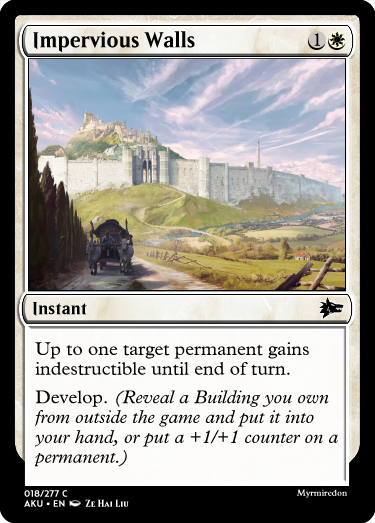 Impervious Walls 1
Instant
Up to one target permanent gains
indestructible until end of turn.
Develop. (Reveal a Building you own
from outside the game and put it into
your hand, or put a +1/+1 counter on a
permanent.)
018/277 C
Myrmiredon
AKU • EN Ze Hai Liu